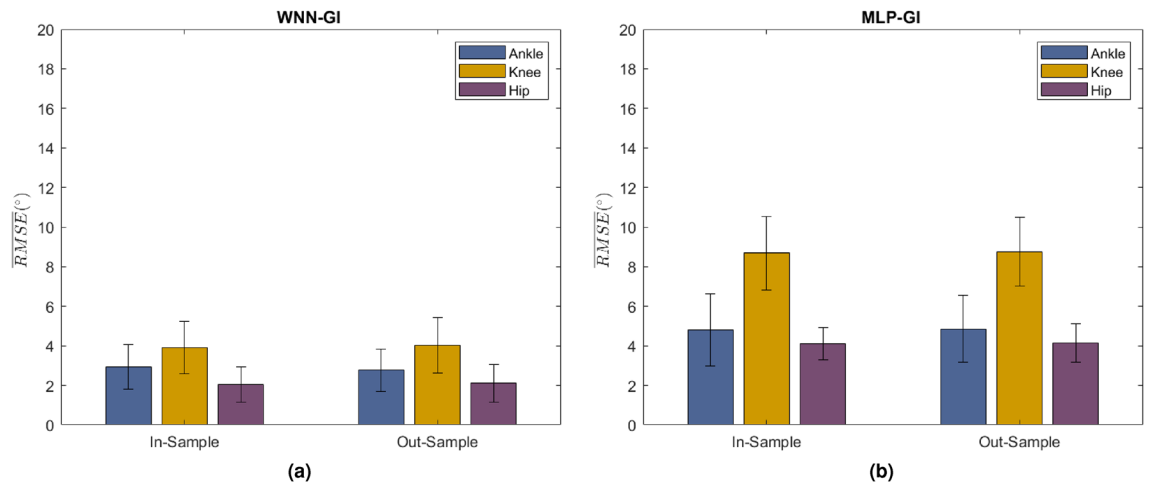 WNN-GI
20
18
16
14
12
10
8
6
4
2
0
RMSE(°)
Ankle
Knee
Hip
In-Sample Out-Sample
(a)
MLP-GI
20
18
16
14
12
10
8
6
4
2
0
RMSE(°)
Ankle
Knee
Hip
In-Sample Out-Sample
(b)